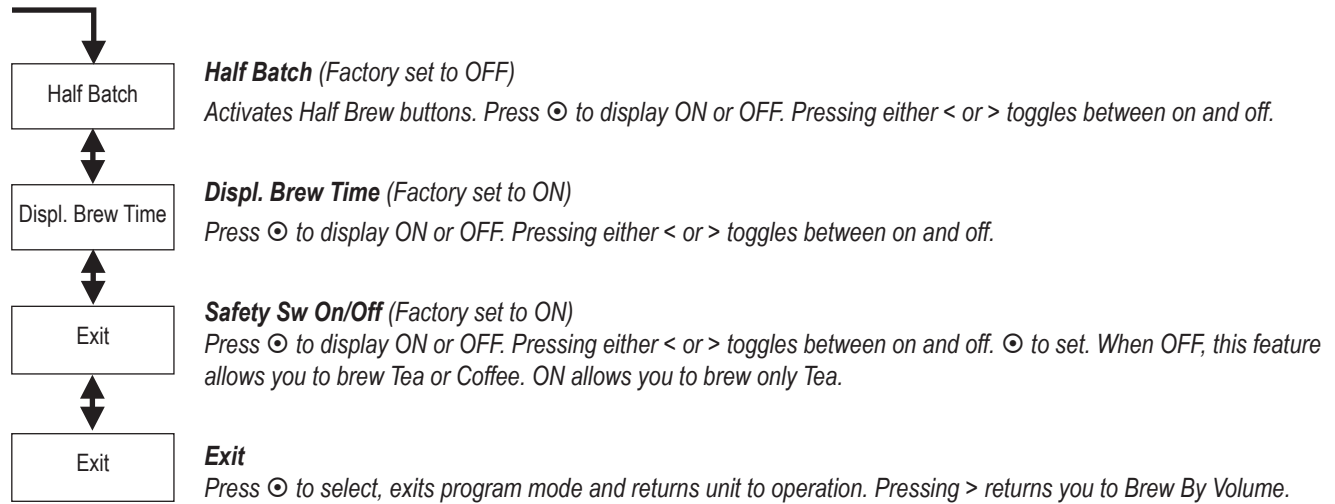 Half Batch
Half Batch (Factory set to OFF)
Activates Half Brew buttons. Press ⊙ to display ON or OFF. Pressing either < or > toggles between on and off.
Displ. Brew Time
Displ. Brew Time (Factory set to ON)
Press ⊙ to display ON or OFF. Pressing either < or > toggles between on and off.
Exit
Safety Sw On/Off (Factory set to ON)
Press ⊙ to display ON or OFF. Pressing either < or > toggles between on and off. ⊙ to set. When OFF, this feature
allows you to brew Tea or Coffee. ON allows you to brew only Tea.
Exit
Exit
Press ⊙ to select, exits program mode and returns unit to operation. Pressing > returns you to Brew By Volume.